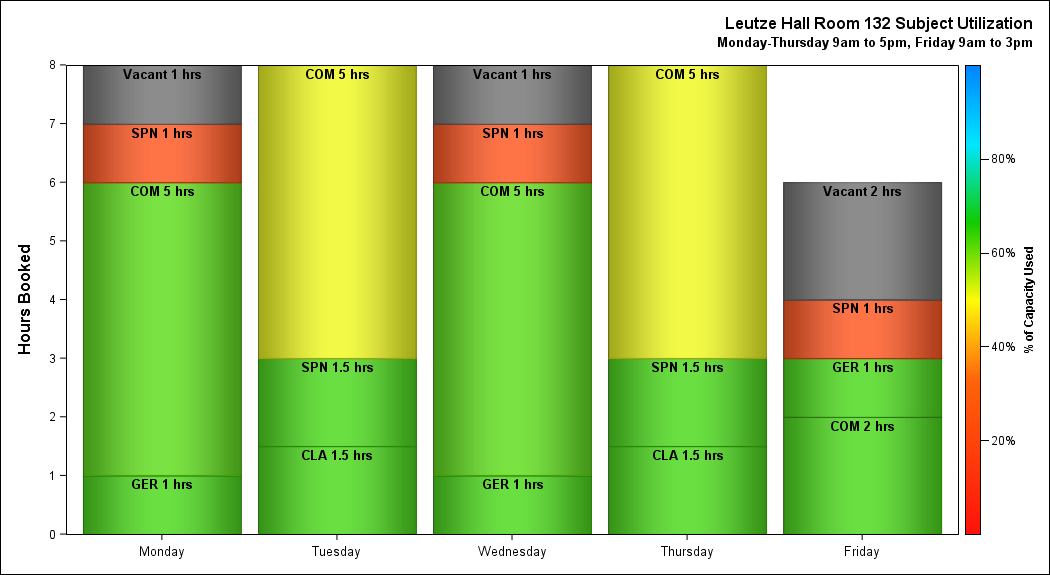 Leutze Hall Room 132 Subject Utilization
Monday-Thursday 9am to 5pm, Friday 9am to 3pm
Hours Booked
8
7
6
5
4
3
2
1
0
Vacant 1 hrs
SPN 1 hrs
COM 5 hrs
GER 1 hrs
Monday
COM 5 hrs
SPN 1.5 hrs
CLA 1.5 hrs
Tuesday
Vacant 1 hrs
SPN 1 hrs
COM 5 hrs
GER 1 hrs
Wednesday
COM 5 hrs
SPN 1.5 hrs
CLA 1.5 hrs
Thursday
Vacant 2 hrs
SPN 1 hrs
GER 1 hrs
COM 2 hrs
Friday
80%
60%
40%
20%
% of Capacity Used